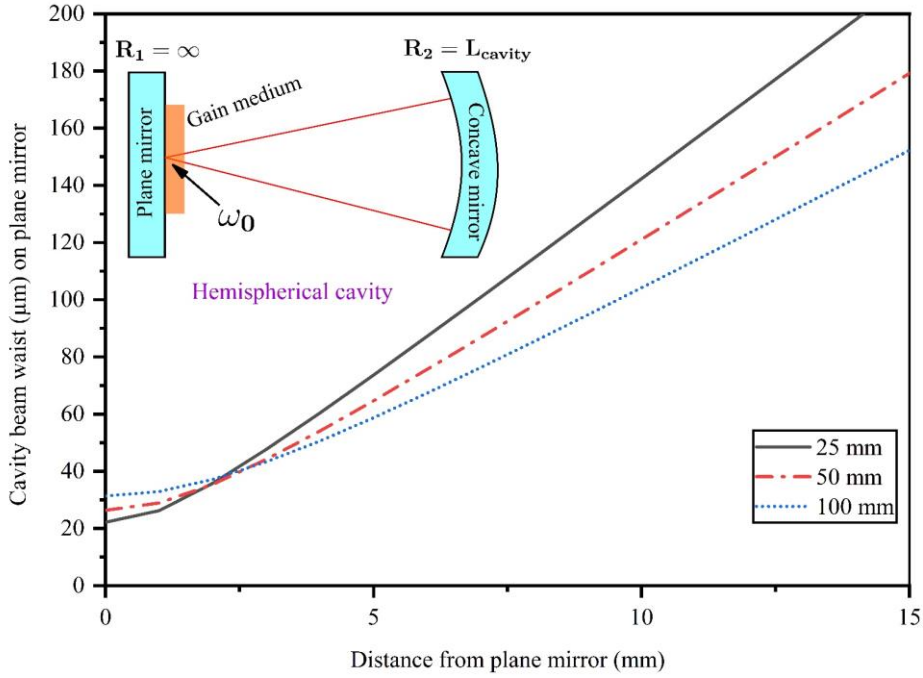 200
180
160
140
120
100
80
60
40
20
0
Cavity beam waist (μm) on plane mirror
R₁ = ∞
R₂ = L_cavity
Plane mirror
Gain medium
Concave mirror
ω₀
Hemispherical cavity
25 mm
50 mm
100 mm
0
5
10
15
Distance from plane mirror (mm)